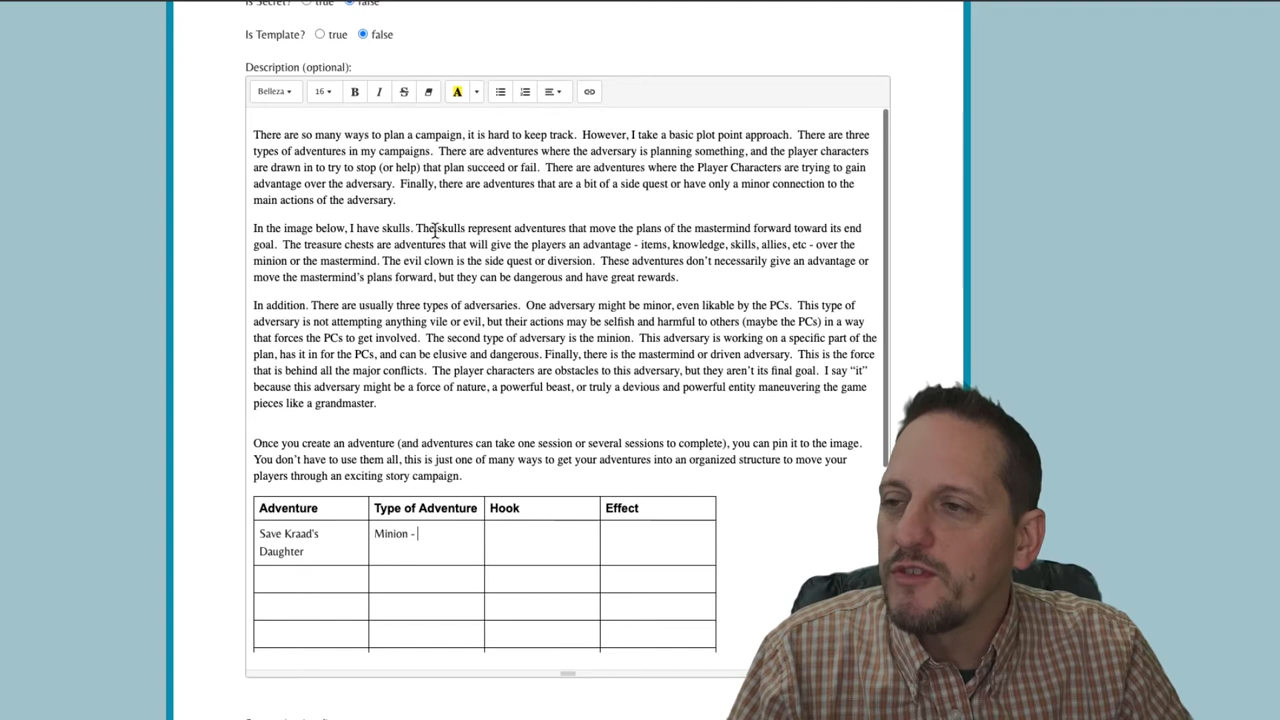 Is Secret? true false
Is Template? true false
Description (optional):
Belleza 16 B I S A
There are so many ways to plan a campaign, it is hard to keep track. However, I take a basic plot point approach. There are three
types of adventures in my campaigns. There are adventures where the adversary is planning something, and the player characters
are drawn in to try to stop (or help) that plan succeed or fail. There are adventures where the Player Characters are trying to gain
advantage over the adversary. Finally, there are adventures that are a bit of a side quest or have only a minor connection to the
main actions of the adversary.
In the image below, I have skulls. The skulls represent adventures that move the plans of the mastermind forward toward its end
goal. The treasure chests are adventures that will give the players an advantage - items, knowledge, skills, allies, etc - over the
minion or the mastermind. The evil clown is the side quest or diversion. These adventures don’t necessarily give an advantage or
move the mastermind’s plans forward, but they can be dangerous and have great rewards.
In addition. There are usually three types of adversaries. One adversary might be minor, even likable by the PCs. This type of
adversary is not attempting anything vile or evil, but their actions may be selfish and harmful to others (maybe the PCs) in a way
that forces the PCs to get involved. The second type of adversary is the minion. This adversary is working on a specific part of the
plan, has it in for the PCs, and can be elusive and dangerous. Finally, there is the mastermind or driven adversary. This is the force
that is behind all the major conflicts. The player characters are obstacles to this adversary, but they aren’t its final goal. I say “it”
because this adversary might be a force of nature, a powerful beast, or truly a devious and powerful entity maneuvering the game
pieces like a grandmaster.
Once you create an adventure (and adventures can take one session or several sessions to complete), you can pin it to the image.
You don’t have to use them all, this is just one of many ways to get your adventures into an organized structure to move your
players through an exciting story campaign.
Adventure Type of Adventure Hook Effect
Save Kraad's Minion -
Daughter